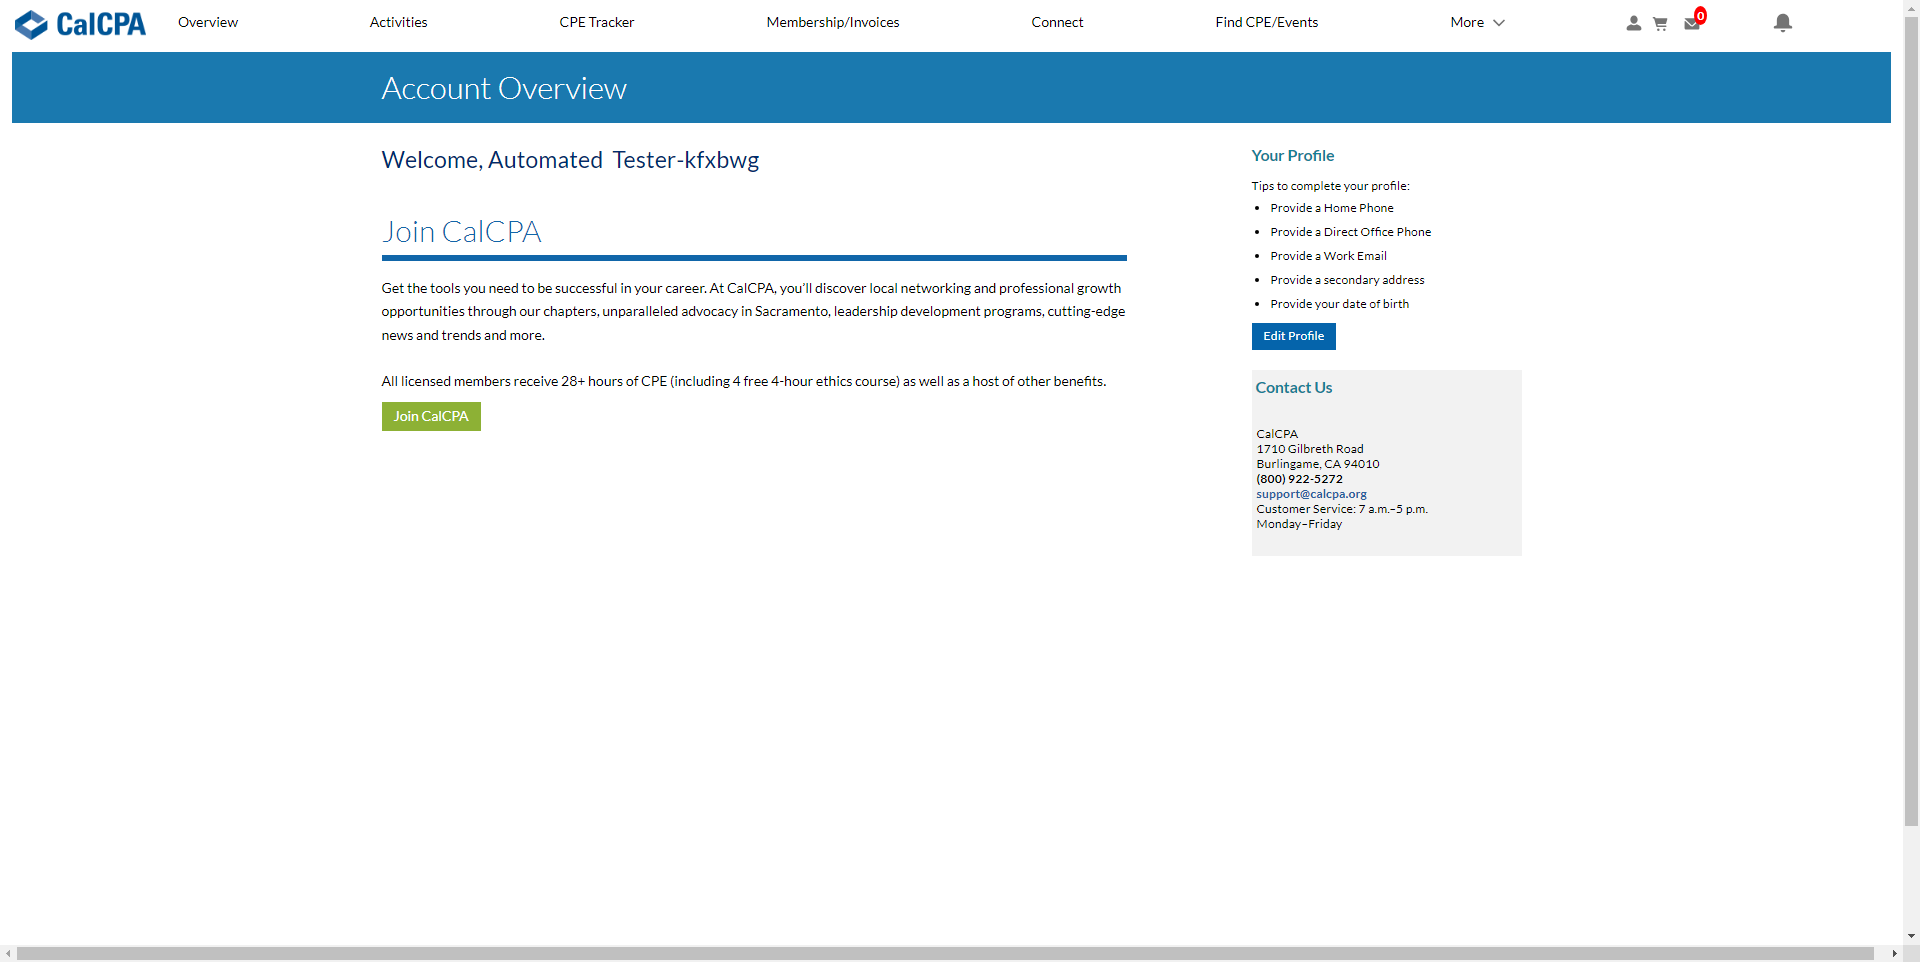 CalCPA
Overview
Activities
CPE Tracker
Membership/Invoices
Connect
Find CPE/Events
More
0
Account Overview
Welcome, Automated Tester-kfxbwg
Join CalCPA
Get the tools you need to be successful in your career. At CalCPA, you’ll discover local networking and professional growth
opportunities through our chapters, unparalleled advocacy in Sacramento, leadership development programs, cutting-edge
news and trends and more.
All licensed members receive 28+ hours of CPE (including 4 free 4-hour ethics course) as well as a host of other benefits.
Join CalCPA
Your Profile
Tips to complete your profile:
Provide a Home Phone
Provide a Direct Office Phone
Provide a Work Email
Provide a secondary address
Provide your date of birth
Edit Profile
Contact Us
CalCPA
1710 Gilbreth Road
Burlingame, CA 94010
(800) 922-5272
support@calcpa.org
Customer Service: 7 a.m.–5 p.m.
Monday–Friday